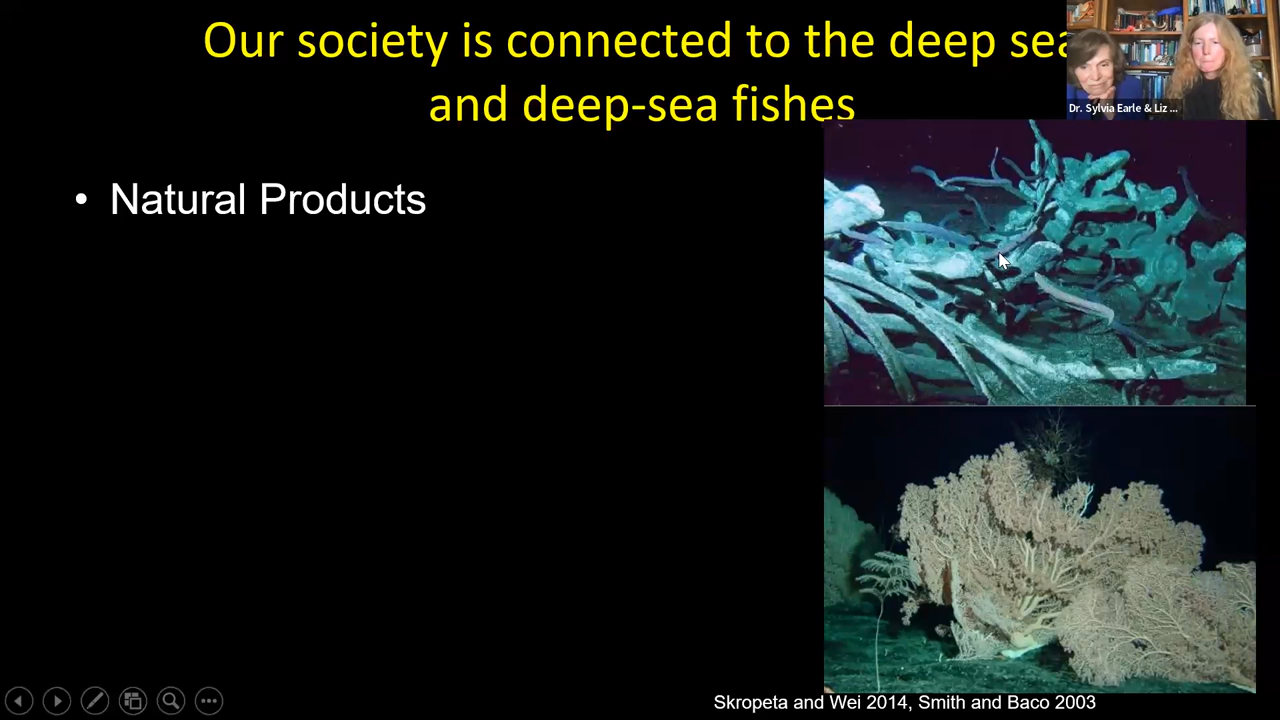 Our society is connected to the deep sea
and deep-sea fishes
Dr. Sylvia Earle & Liz ...
• Natural Products
Skropeta and Wei 2014, Smith and Baco 2003